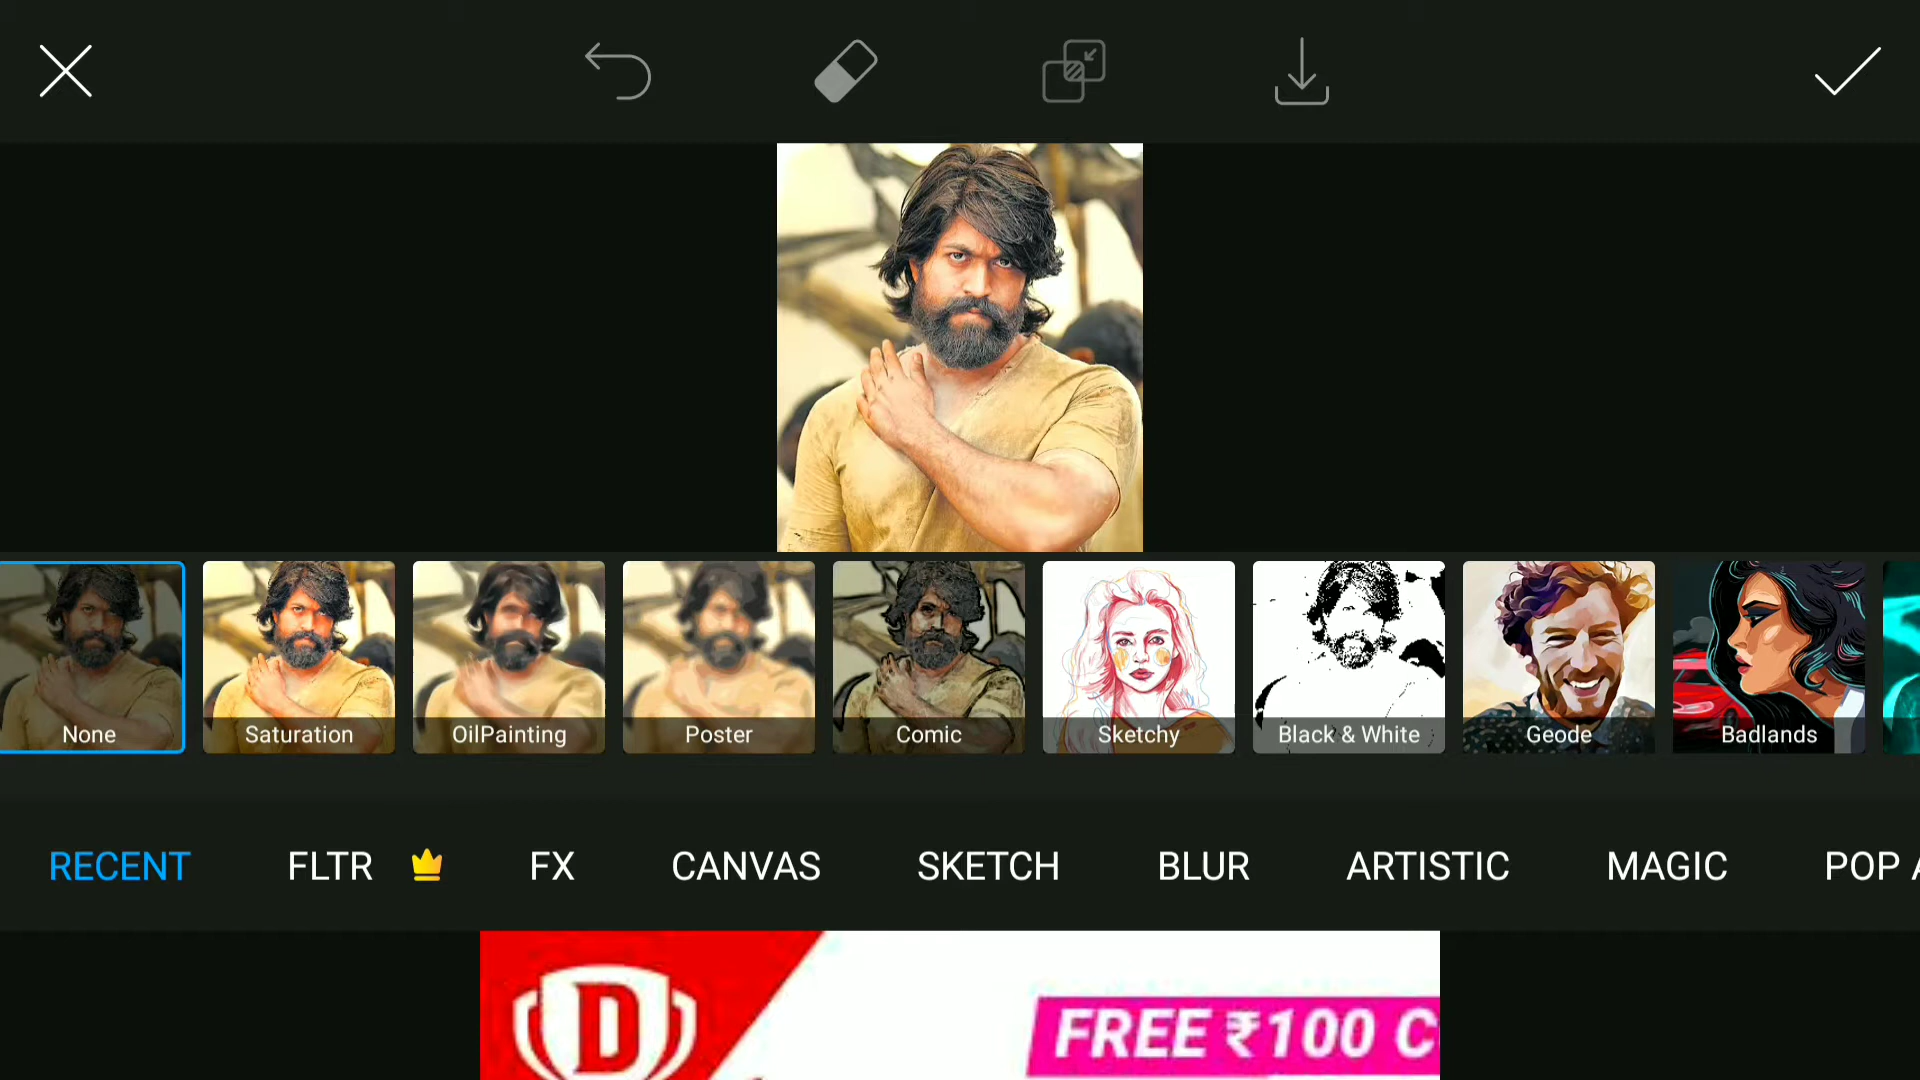 None
Saturation
OilPainting
Poster
Comic
Sketchy
Black & White
Geode
Badlands
RECENT
FLTR
FX
CANVAS
SKETCH
BLUR
ARTISTIC
MAGIC
POP A
D
FREE ₹100 C